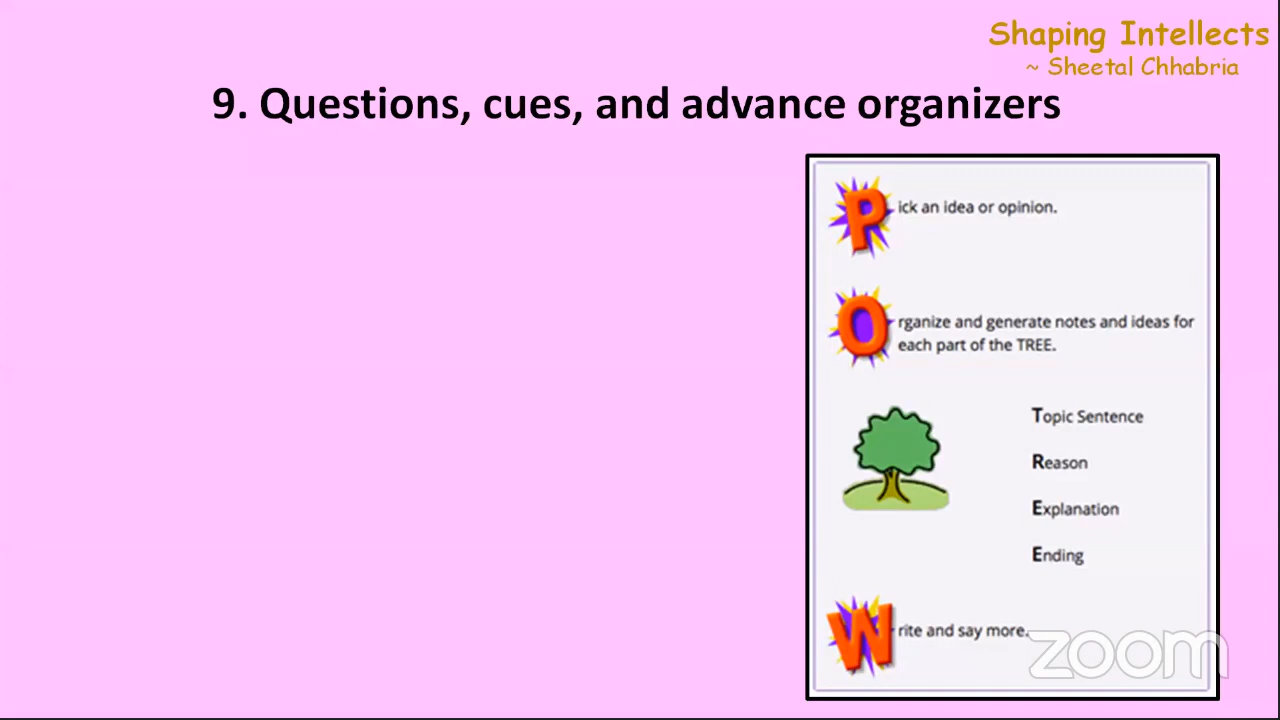 Shaping Intellects
~ Sheetal Chhabria
9. Questions, cues, and advance organizers
Pick an idea or opinion.
Organize and generate notes and ideas for
each part of the TREE.
Topic Sentence
Reason
Explanation
Ending
Write and say more.
zoom